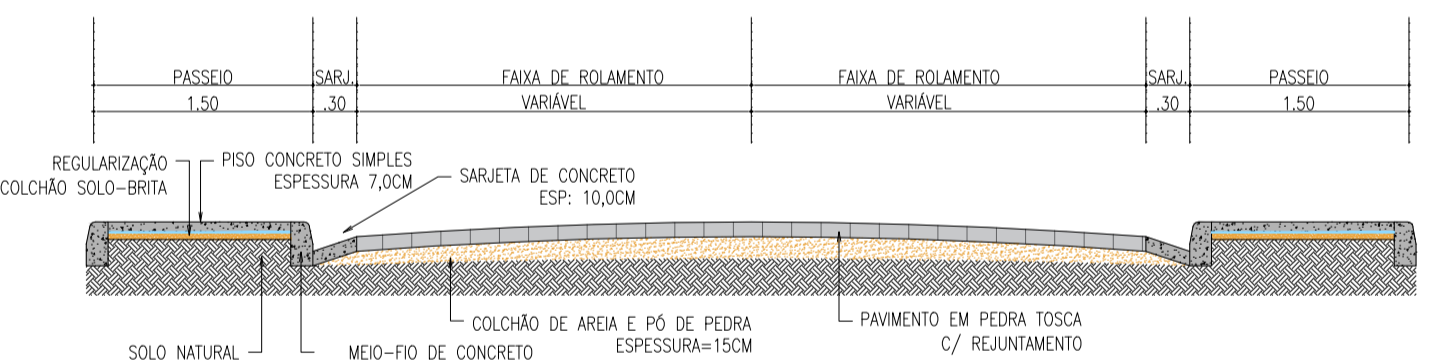 PASSEIO SARJ. FAIXA DE ROLAMENTO FAIXA DE ROLAMENTO SARJ. PASSEIO
1.50 .30 VARIÁVEL VARIÁVEL .30 1.50
REGULARIZAÇÃO
COLCHÃO SOLO-BRITA
PISO CONCRETO SIMPLES
ESPESSURA 7,0CM
SARJETA DE CONCRETO
ESP: 10,0CM
COLCHÃO DE AREIA E PÓ DE PEDRA
ESPESSURA=15CM
PAVIMENTO EM PEDRA TOSCA
C/ REJUNTAMENTO
SOLO NATURAL
MEIO-FIO DE CONCRETO